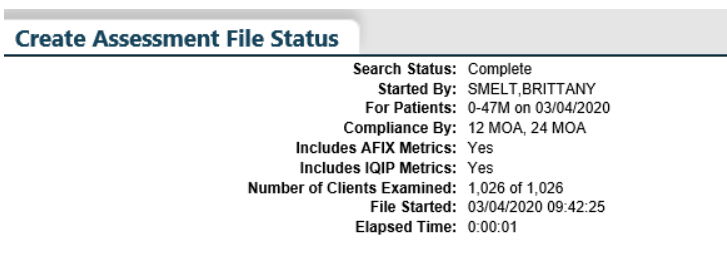 Create Assessment File Status
Search Status: Complete
Started By: SMELT,BRITTANY
For Patients: 0-47M on 03/04/2020
Compliance By: 12 MOA, 24 MOA
Includes AFIX Metrics: Yes
Includes IQIP Metrics: Yes
Number of Clients Examined: 1,026 of 1,026
File Started: 03/04/2020 09:42:25
Elapsed Time: 0:00:01